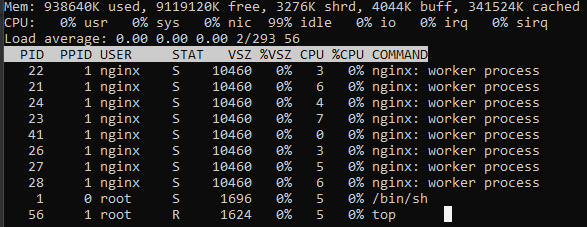 Mem: 938640K used, 9119120K free, 3276K shrd, 4044K buff, 341524K cached
CPU:   0% usr   0% sys   0% nic  99% idle   0% io   0% irq   0% sirq
Load average: 0.00 0.00 0.00 2/293 56
  PID  PPID USER     STAT   VSZ %VSZ CPU %CPU COMMAND
   22     1 nginx    S    10460   0%   3   0% nginx: worker process
   21     1 nginx    S    10460   0%   6   0% nginx: worker process
   24     1 nginx    S    10460   0%   4   0% nginx: worker process
   23     1 nginx    S    10460   0%   7   0% nginx: worker process
   41     1 nginx    S    10460   0%   0   0% nginx: worker process
   26     1 nginx    S    10460   0%   3   0% nginx: worker process
   27     1 nginx    S    10460   0%   5   0% nginx: worker process
   28     1 nginx    S    10460   0%   6   0% nginx: worker process
    1     0 root     S     1696   0%   5   0% /bin/sh
   56     1 root     R     1624   0%   5   0% top